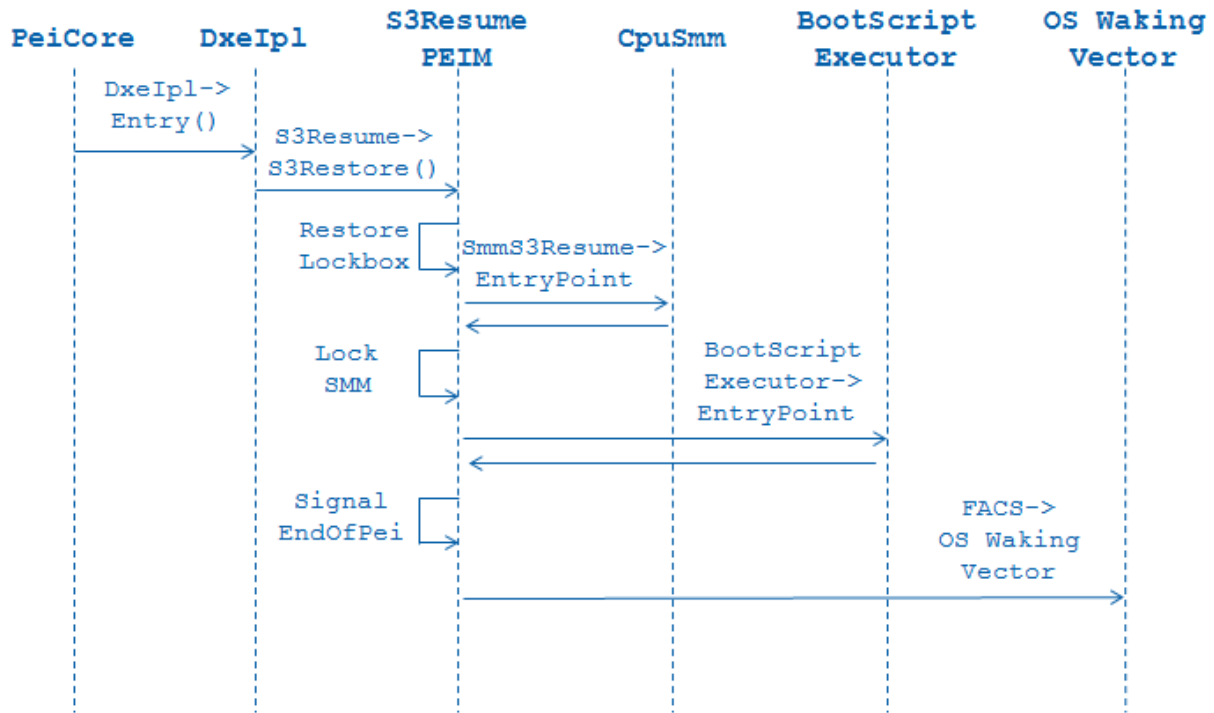 PeiCore
DxeIpl
S3Resume
PEIM
CpuSmm
BootScript
Executor
OS Waking
Vector
DxeIpl->
Entry()
S3Resume->
S3Restore()
Restore
Lockbox
SmmS3Resume->
EntryPoint
Lock
SMM
BootScript
Executor->
EntryPoint
Signal
EndOfPei
FACS->
OS Waking
Vector